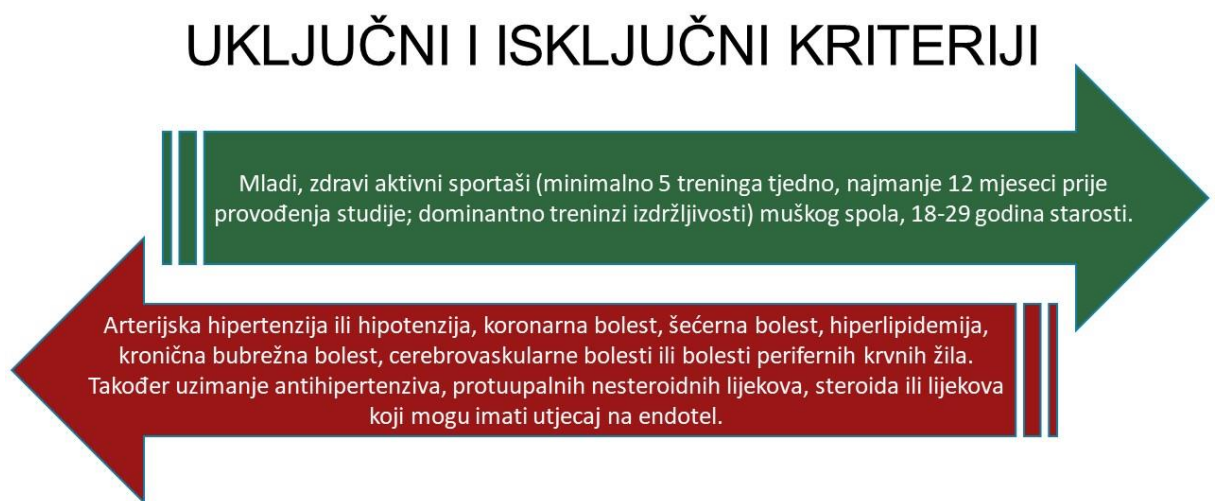 UKLJUČNI I ISKLJUČNI KRITERIJI
Mladi, zdravi aktivni sportaši (minimalno 5 treninga tjedno, najmanje 12 mjeseci prije
provođenja studije; dominantno treninzi izdržljivosti) muškog spola, 18-29 godina starosti.
Arterijska hipertenzija ili hipotenzija, koronarna bolest, šećerna bolest, hiperlipidemija,
kronična bubrežna bolest, cerebrovaskularne bolesti ili bolesti perifernih krvnih žila.
Također uzimanje antihipertenziva, protuupalnih nesteroidnih lijekova, steroida ili lijekova
koji mogu imati utjecaj na endotel.